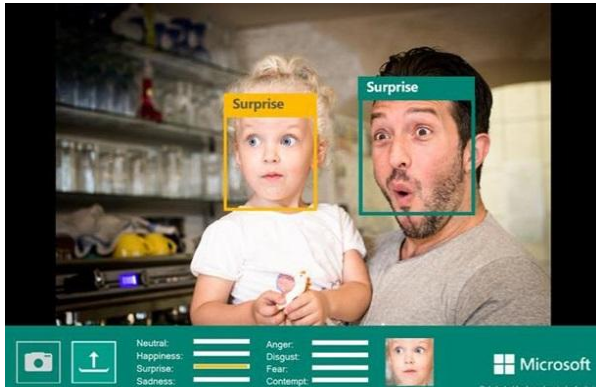 Surprise
Surprise
Neutral:
Happiness:
Surprise:
Sadness:
Anger:
Disgust:
Fear:
Contempt:
Microsoft